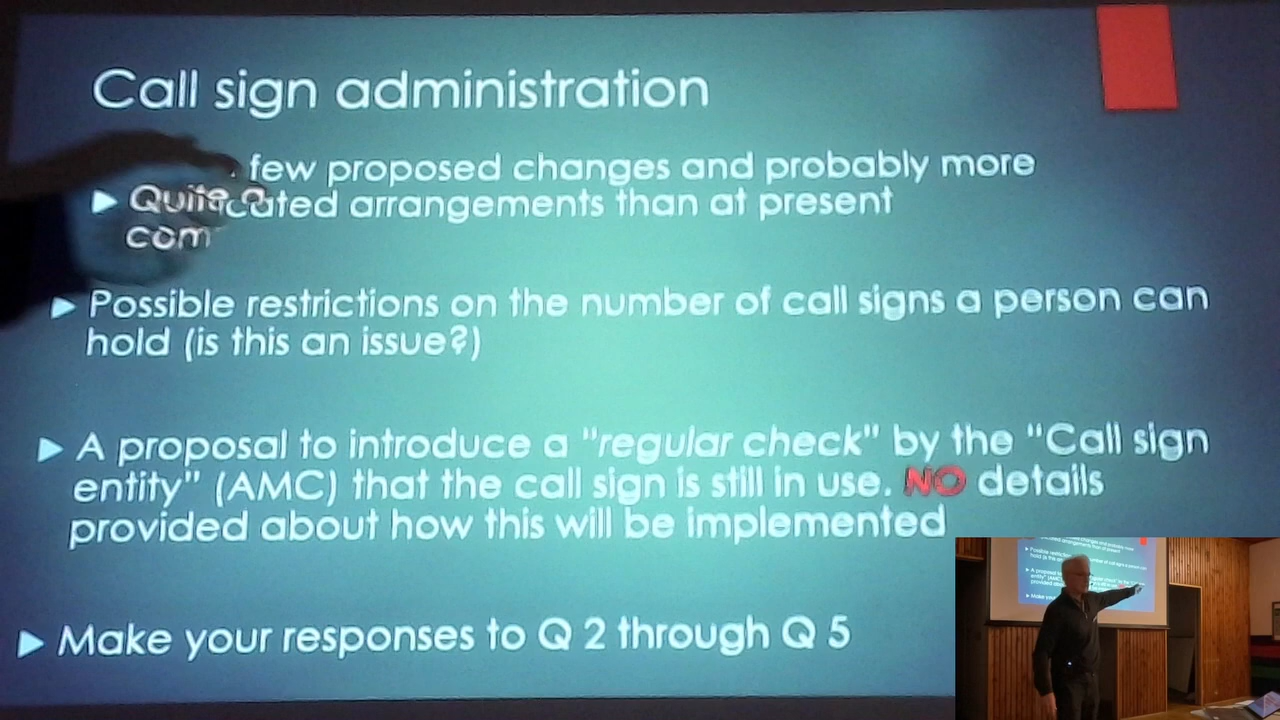 Call sign administration
Quite a few proposed changes and probably more
com cated arrangements than at present
Possible restrictions on the number of call signs a person can
hold (is this an issue?)
A proposal to introduce a "regular check" by the "Call sign
entity" (AMC) that the call sign is still in use. NO details
provided about how this will be implemented
Make your responses to Q 2 through Q 5